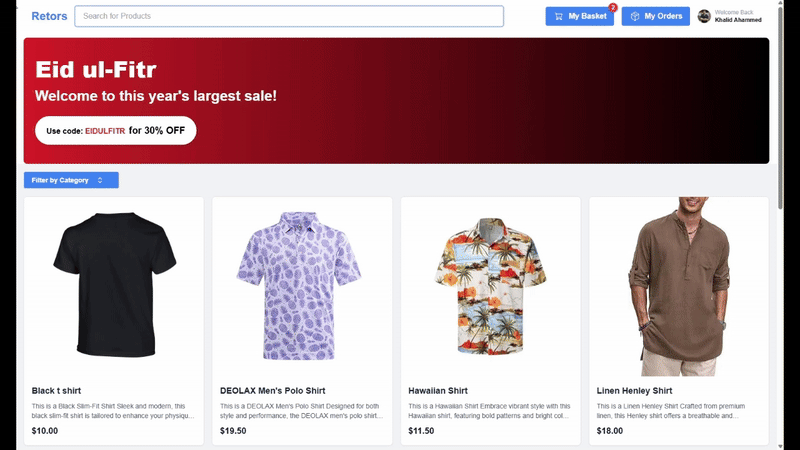 Retors
Search for Products
My Basket
2
My Orders
Welcome Back
Khalid Ahammed
Eid ul-Fitr
Welcome to this year's largest sale!
Use code: EIDULFITR for 30% OFF
Filter by Category
Black t shirt
This is a Black Slim-Fit Shirt Sleek and modern, this
black slim-fit shirt is tailored to enhance your physiqu...
$10.00
DEOLAX Men's Polo Shirt
This is a DEOLAX Men's Polo Shirt Designed for both
style and performance, the DEOLAX men's polo shirt...
$19.50
Hawaiian Shirt
This is a Hawaiian Shirt Embrace vibrant style with this
Hawaiian shirt, featuring bold patterns and bright col...
$11.50
Linen Henley Shirt
This is a Linen Henley Shirt Crafted from premium
linen, this Henley shirt offers a breathable and...
$18.00